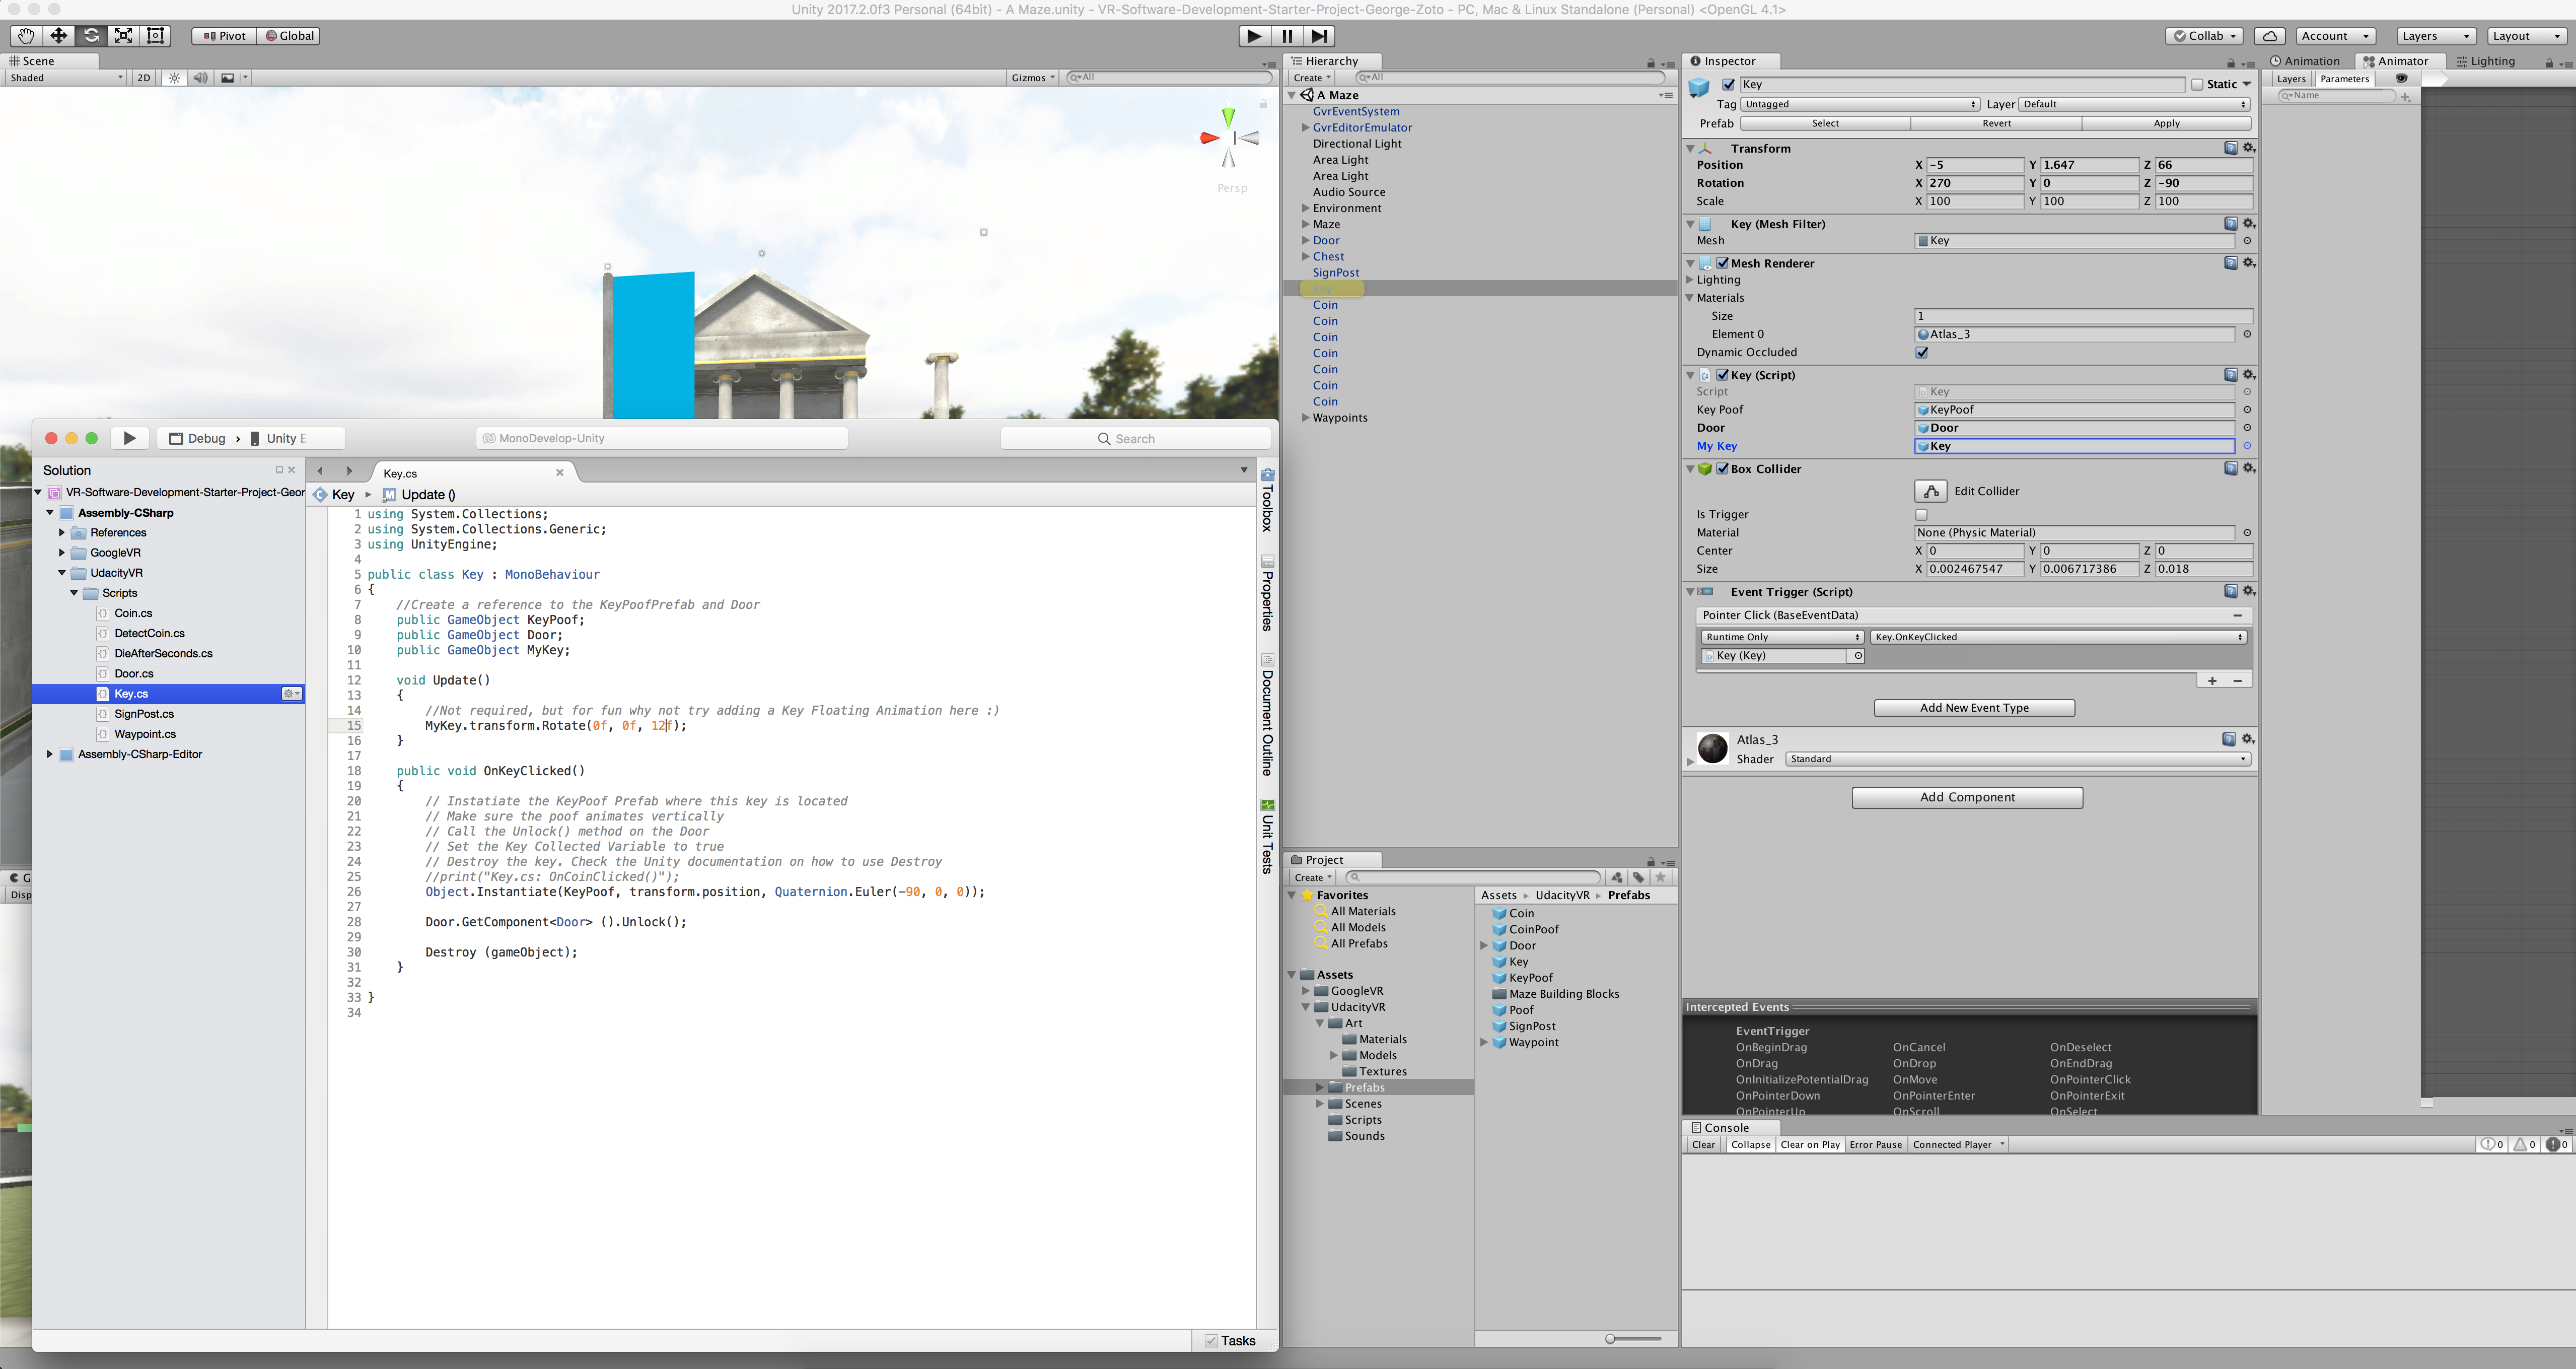 Unity 2017.2.0f3 Personal (64bit) - A Maze.unity - VR-Software-Development-Starter-Project-George-Zoto - PC, Mac & Linux Standalone (Personal) <OpenGL 4.1>
Pivot Global
Collab Account Layers Layout
Scene
Shaded 2D Gizmos All
Persp
Debug › Unity E
MonoDevelop-Unity
Search
Solution
VR-Software-Development-Starter-Project-Geor
Assembly-CSharp
References
GoogleVR
UdacityVR
Scripts
Coin.cs
DetectCoin.cs
DieAfterSeconds.cs
Door.cs
Key.cs
SignPost.cs
Waypoint.cs
Assembly-CSharp-Editor
Key.cs
Key Update ()
1 using System.Collections;
2 using System.Collections.Generic;
3 using UnityEngine;
4
5 public class Key : MonoBehaviour
6 {
7 //Create a reference to the KeyPoofPrefab and Door
8 public GameObject KeyPoof;
9 public GameObject Door;
10 public GameObject MyKey;
11
12 void Update()
13 {
14 //Not required, but for fun why not try adding a Key Floating Animation here :)
15 MyKey.transform.Rotate(0f, 0f, 12f);
16 }
17
18 public void OnKeyClicked()
19 {
20 // Instatiate the KeyPoof Prefab where this key is located
21 // Make sure the poof animates vertically
22 // Call the Unlock() method on the Door
23 // Set the Key Collected Variable to true
24 // Destroy the key. Check the Unity documentation on how to use Destroy
25 //print("Key.cs: OnCoinClicked()");
26 Object.Instantiate(KeyPoof, transform.position, Quaternion.Euler(-90, 0, 0));
27
28 Door.GetComponent<Door> ().Unlock();
29
30 Destroy (gameObject);
31 }
32
33 }
34
Toolbox
Properties
Document Outline
Unit Tests
Tasks
G
Disp
Hierarchy
Create All
A Maze
GvrEventSystem
GvrEditorEmulator
Directional Light
Area Light
Area Light
Audio Source
Environment
Maze
Door
Chest
SignPost
Key
Coin
Coin
Coin
Coin
Coin
Coin
Coin
Waypoints
Project
Create
Favorites
All Materials
All Models
All Prefabs
Assets
GoogleVR
UdacityVR
Art
Materials
Models
Textures
Prefabs
Scenes
Scripts
Sounds
Assets UdacityVR Prefabs
Coin
CoinPoof
Door
Key
KeyPoof
Maze Building Blocks
Poof
SignPost
Waypoint
Inspector
Key Static
Tag Untagged Layer Default
Prefab Select Revert Apply
Transform
Position X -5 Y 1.647 Z 66
Rotation X 270 Y 0 Z -90
Scale X 100 Y 100 Z 100
Key (Mesh Filter)
Mesh Key
Mesh Renderer
Lighting
Materials
Size 1
Element 0 Atlas_3
Dynamic Occluded
Key (Script)
Script Key
Key Poof KeyPoof
Door Door
My Key Key
Box Collider
Edit Collider
Is Trigger
Material None (Physic Material)
Center X 0 Y 0 Z 0
Size X 0.002467547 Y 0.006717386 Z 0.018
Event Trigger (Script)
Pointer Click (BaseEventData)
Runtime Only Key.OnKeyClicked
Key (Key)
Add New Event Type
Atlas_3
Shader Standard
Add Component
Intercepted Events
EventTrigger
OnBeginDrag OnCancel OnDeselect
OnDrag OnDrop OnEndDrag
OnInitializePotentialDrag OnMove OnPointerClick
OnPointerDown OnPointerEnter OnPointerExit
OnPointerUp OnScroll OnSelect
Console
Clear Collapse Clear on Play Error Pause Connected Player 0 0 0
Animation Animator Lighting
Layers Parameters
Name